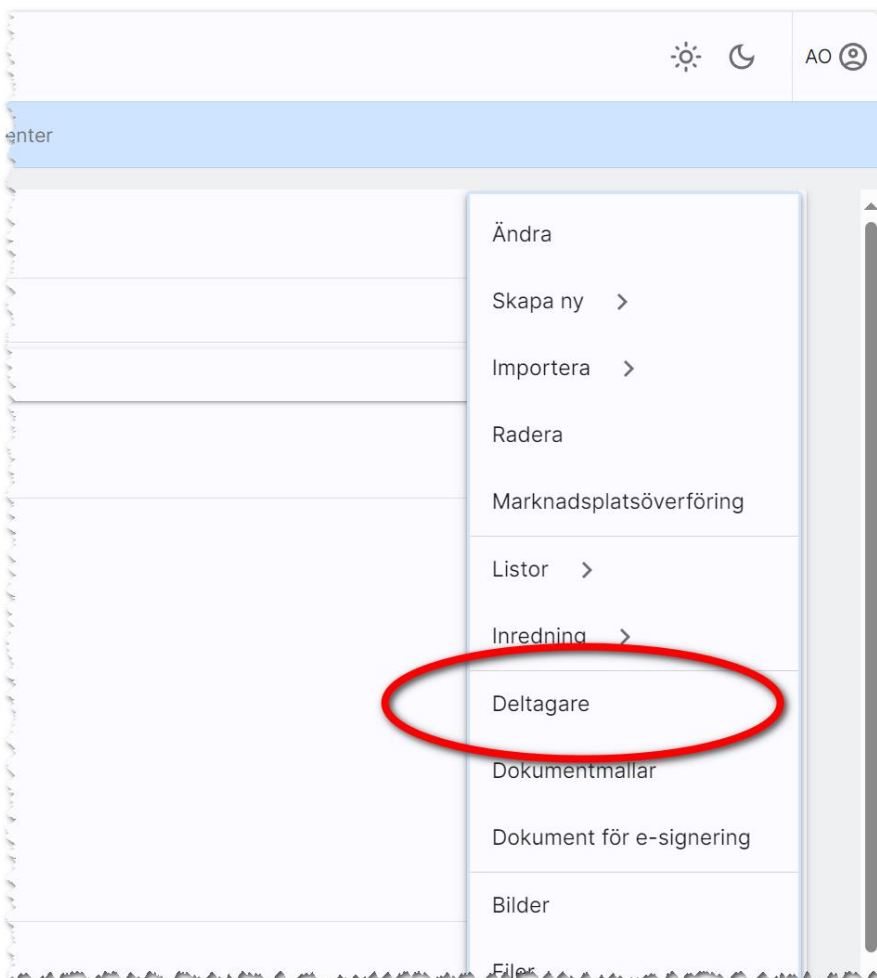 AO
enter
Ändra
Skapa ny
Importera
Radera
Marknadsplatsöverföring
Listor
Inredning
Deltagare
Dokumentmallar
Dokument för e-signering
Bilder
Filer